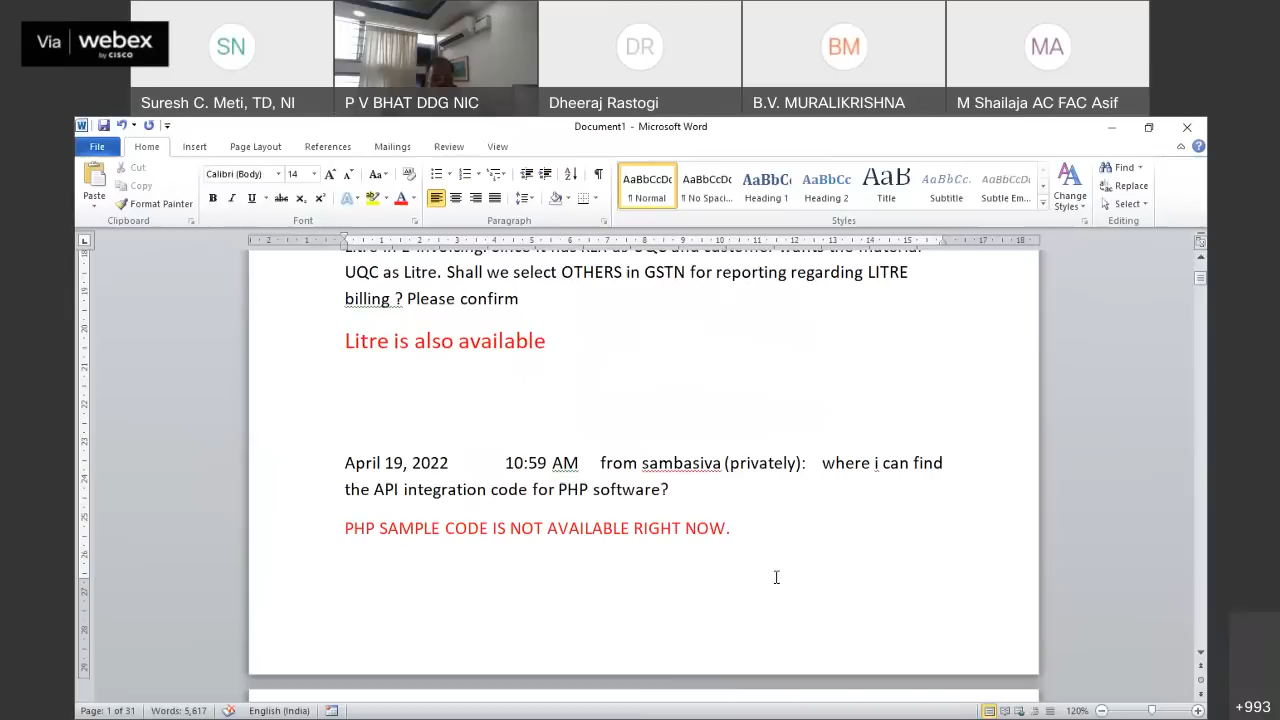 Via webex
by CISCO
SN
DR
BM
MA
Suresh C. Meti, TD, NI
P V BHAT DDG NIC
Dheeraj Rastogi
B.V. MURALIKRISHNA
M Shailaja AC FAC Asif
Document1 - Microsoft Word
File Home Insert Page Layout References Mailings Review View
Cut
Copy
Format Painter
Paste
Calibri (Body) 14
AaBbCcDc AaBbCcDc AaBbC AaBbCc AaB AaBbCc. AaBbCcDc
¶ Normal ¶ No Spaci... Heading 1 Heading 2 Title Subtitle Subtle Em...
Change Styles
Find
Replace
Select
Clipboard Font Paragraph Styles Editing
UQC as Litre. Shall we select OTHERS in GSTN for reporting regarding LITRE
billing ? Please confirm
Litre is also available
April 19, 2022 10:59 AM from sambasiva (privately): where i can find
the API integration code for PHP software?
PHP SAMPLE CODE IS NOT AVAILABLE RIGHT NOW.
Page: 1 of 31 Words: 5,617 English (India) 120%
+993